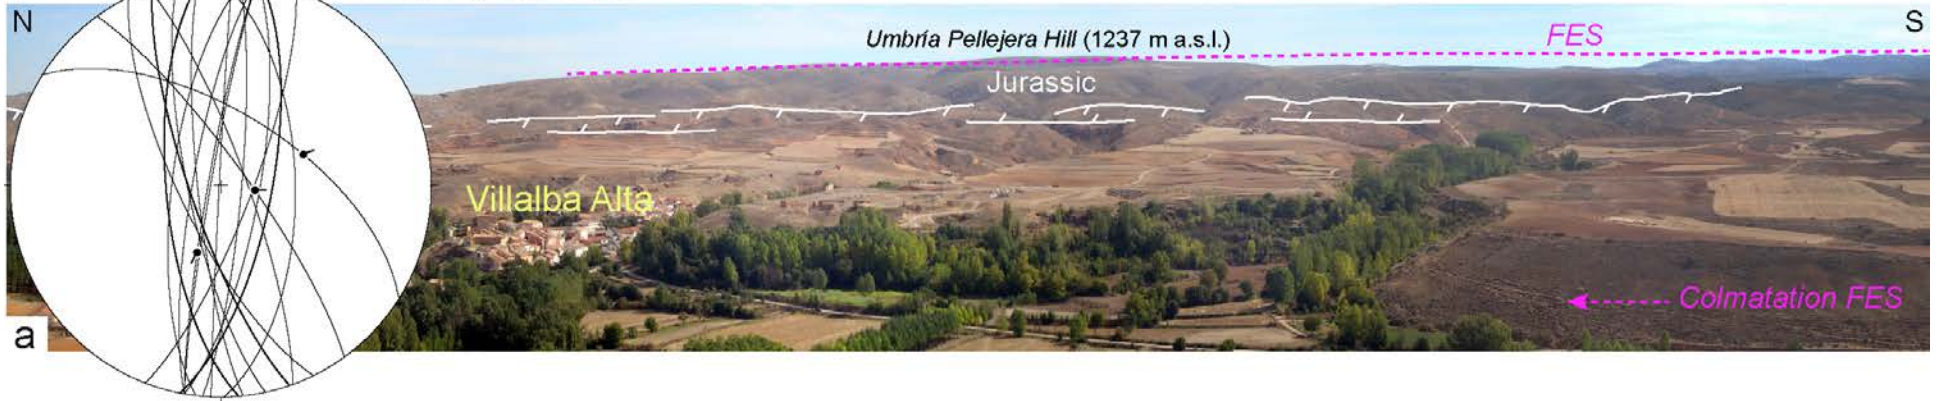 N
Umbría Pellejera Hill (1237 m a.s.l.)
FES
S
Jurassic
Villalba Alta
Colmatation FES
a